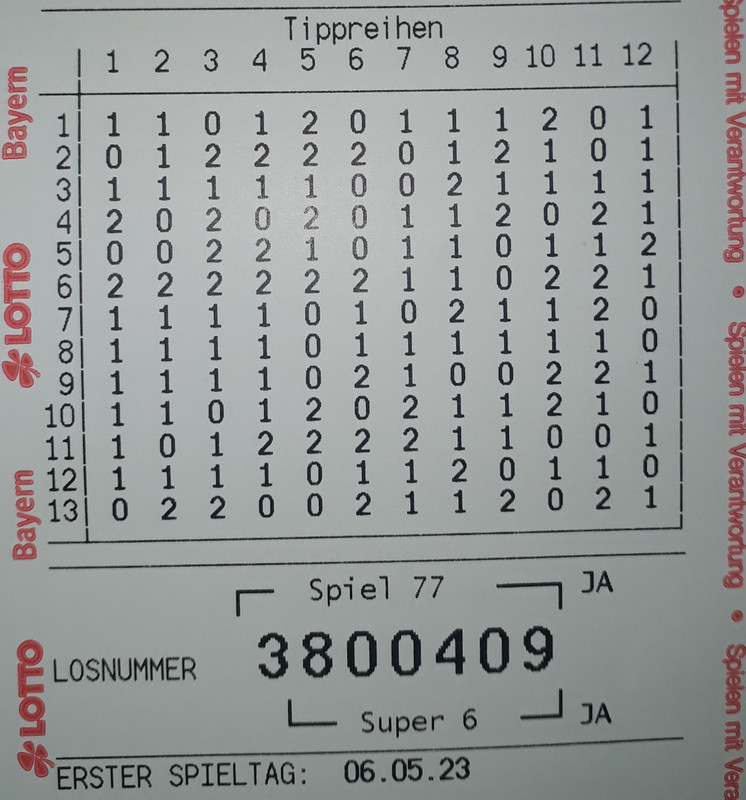 Tippreihen
1 2 3 4 5 6 7 8 9 10 11 12
1 1 1 0 1 2 0 1 1 1 2 0 1
2 0 1 2 2 2 2 0 1 2 1 0 1
3 1 1 1 1 1 0 0 2 1 1 1 1
4 2 0 2 0 2 0 1 1 2 0 2 1
5 0 0 2 2 1 0 1 1 0 1 1 2
6 2 2 2 2 2 2 1 1 0 2 2 1
7 1 1 1 1 0 1 0 2 1 1 2 0
8 1 1 1 1 0 1 1 1 1 1 1 0
9 1 1 1 1 0 2 1 0 0 2 2 1
10 1 1 0 1 2 0 2 1 1 2 1 0
11 1 0 1 2 2 2 2 1 1 0 0 1
12 1 1 1 1 0 1 1 2 0 1 1 0
13 0 2 2 0 0 2 1 1 2 0 2 1
Spiel 77 JA
LOSNUMMER 3800409
Super 6 JA
ERSTER SPIELTAG: 06.05.23
LOTTO Bayern LOTTO Bayern
Spielen mit Verantwortung • Spielen mit Verantwortung • Spielen mit Vera